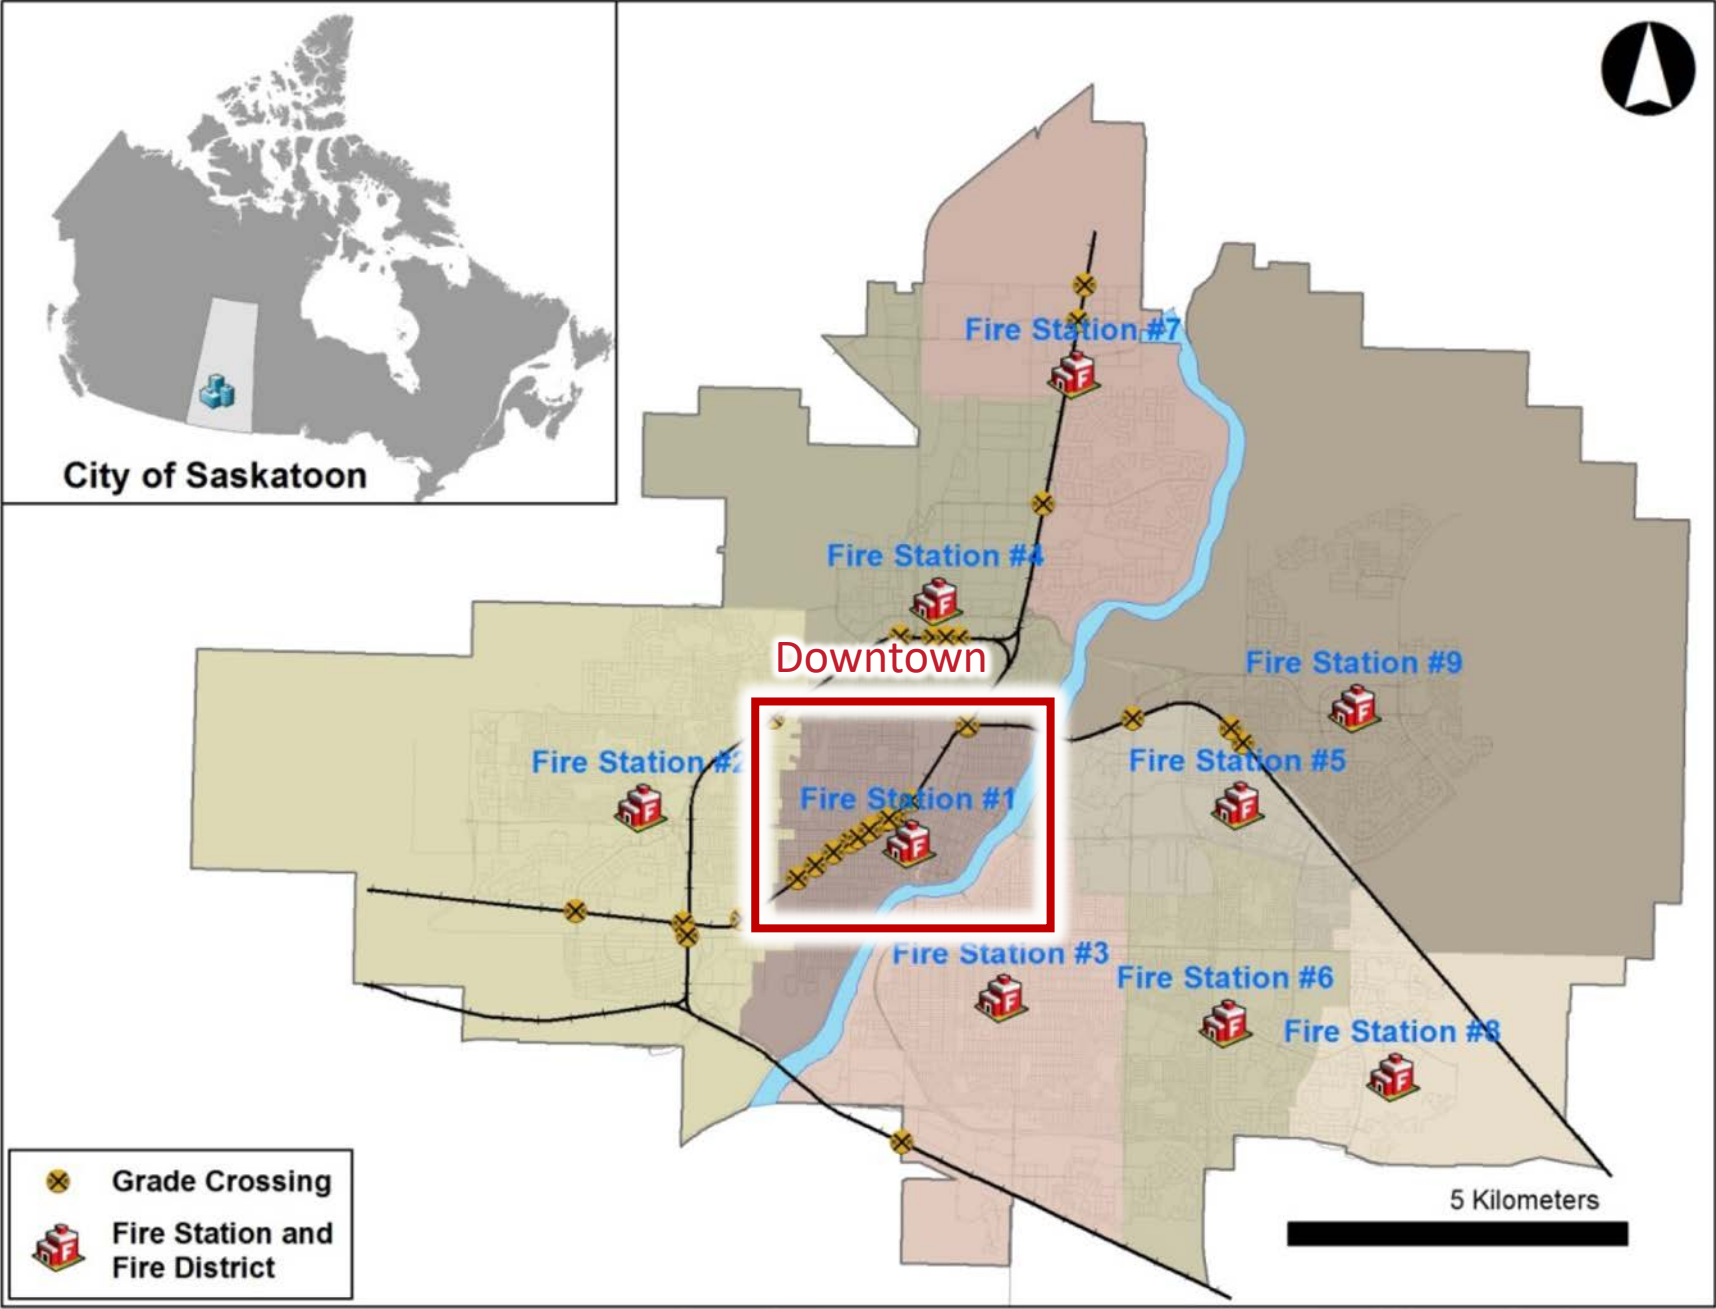 City of Saskatoon
Fire Station #7
Fire Station #4
Downtown
Fire Station #9
Fire Station #2
Fire Station #5
Fire Station #1
Fire Station #3
Fire Station #6
Fire Station #8
Grade Crossing
Fire Station and
Fire District
5 Kilometers